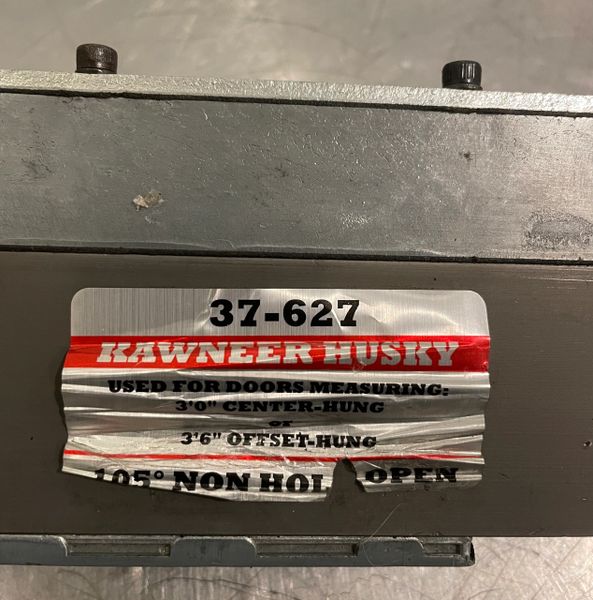 37-627
KAWNEER HUSKY
USED FOR DOORS MEASURING:
3'0" CENTER-HUNG
or
3'6" OFFSET-HUNG
105° NON HOL OPEN